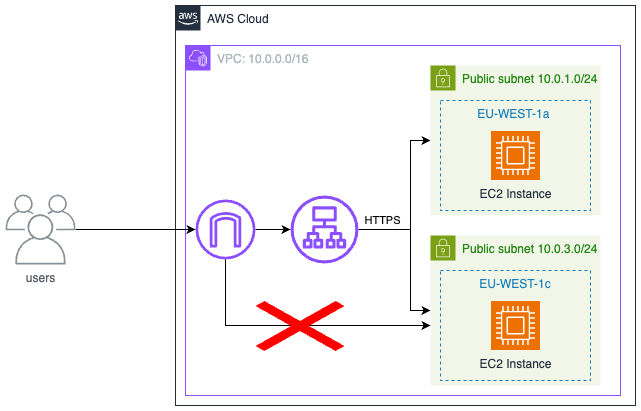 aws
AWS Cloud
VPC: 10.0.0.0/16
Public subnet 10.0.1.0/24
EU-WEST-1a
EC2 Instance
HTTPS
users
Public subnet 10.0.3.0/24
EU-WEST-1c
EC2 Instance